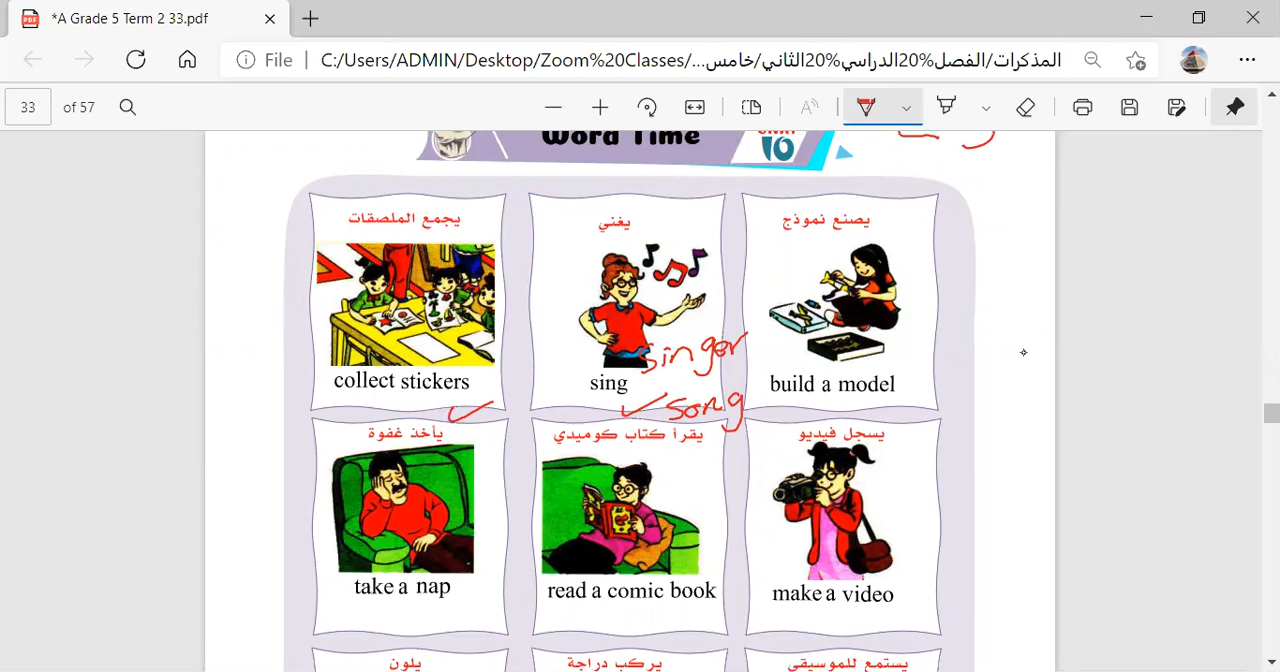 *A Grade 5 Term 2 33.pdf
File
C:/Users/ADMIN/Desktop/Zoom%20Classes/المذكرات/الفصل%20الدراسي%20الثاني/خامس...
33 of 57
Word Time
UNIT
10
يجمع الملصقات
يغني
يصنع نموذج
collect stickers
sing
singer
song
build a model
يأخذ غفوة
يقرأ كتاب كوميدي
يسجل فيديو
take a nap
read a comic book
make a video
يلون
يركب دراجة
يستمع للموسيقى